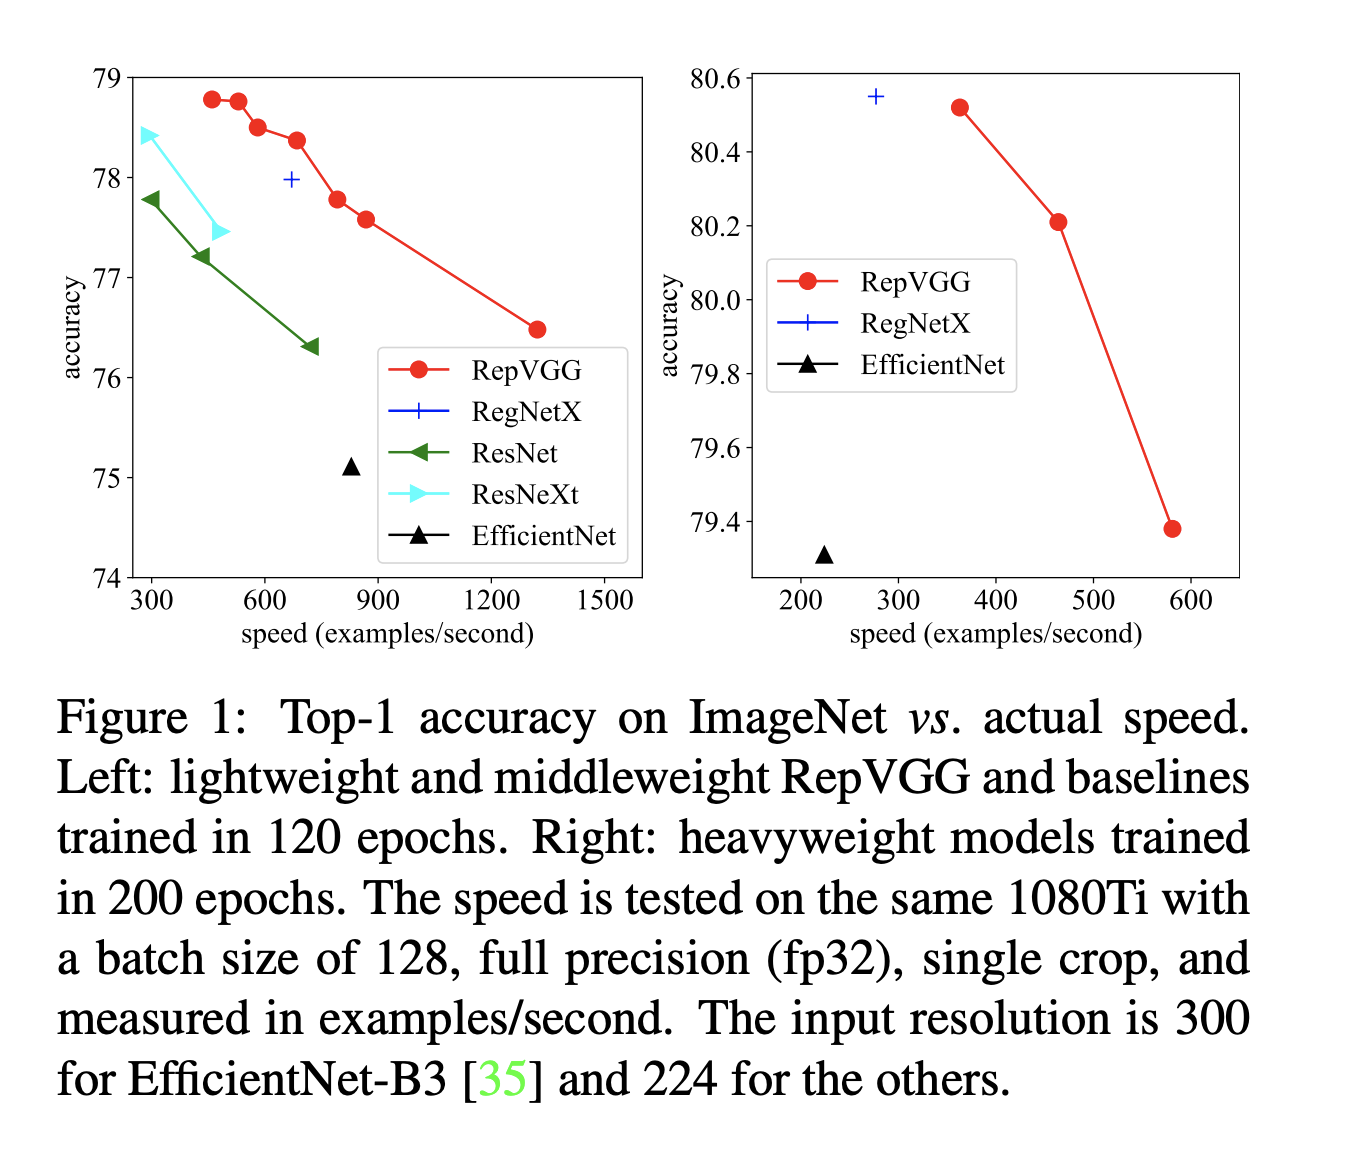 79
78
77
76
75
74
accuracy
300 600 900 1200 1500
speed (examples/second)
RepVGG
RegNetX
ResNet
ResNeXt
EfficientNet
80.6
80.4
80.2
80.0
79.8
79.6
79.4
accuracy
200 300 400 500 600
speed (examples/second)
RepVGG
RegNetX
EfficientNet
Figure 1: Top-1 accuracy on ImageNet vs. actual speed.
Left: lightweight and middleweight RepVGG and baselines
trained in 120 epochs. Right: heavyweight models trained
in 200 epochs. The speed is tested on the same 1080Ti with
a batch size of 128, full precision (fp32), single crop, and
measured in examples/second. The input resolution is 300
for EfficientNet-B3 [35] and 224 for the others.